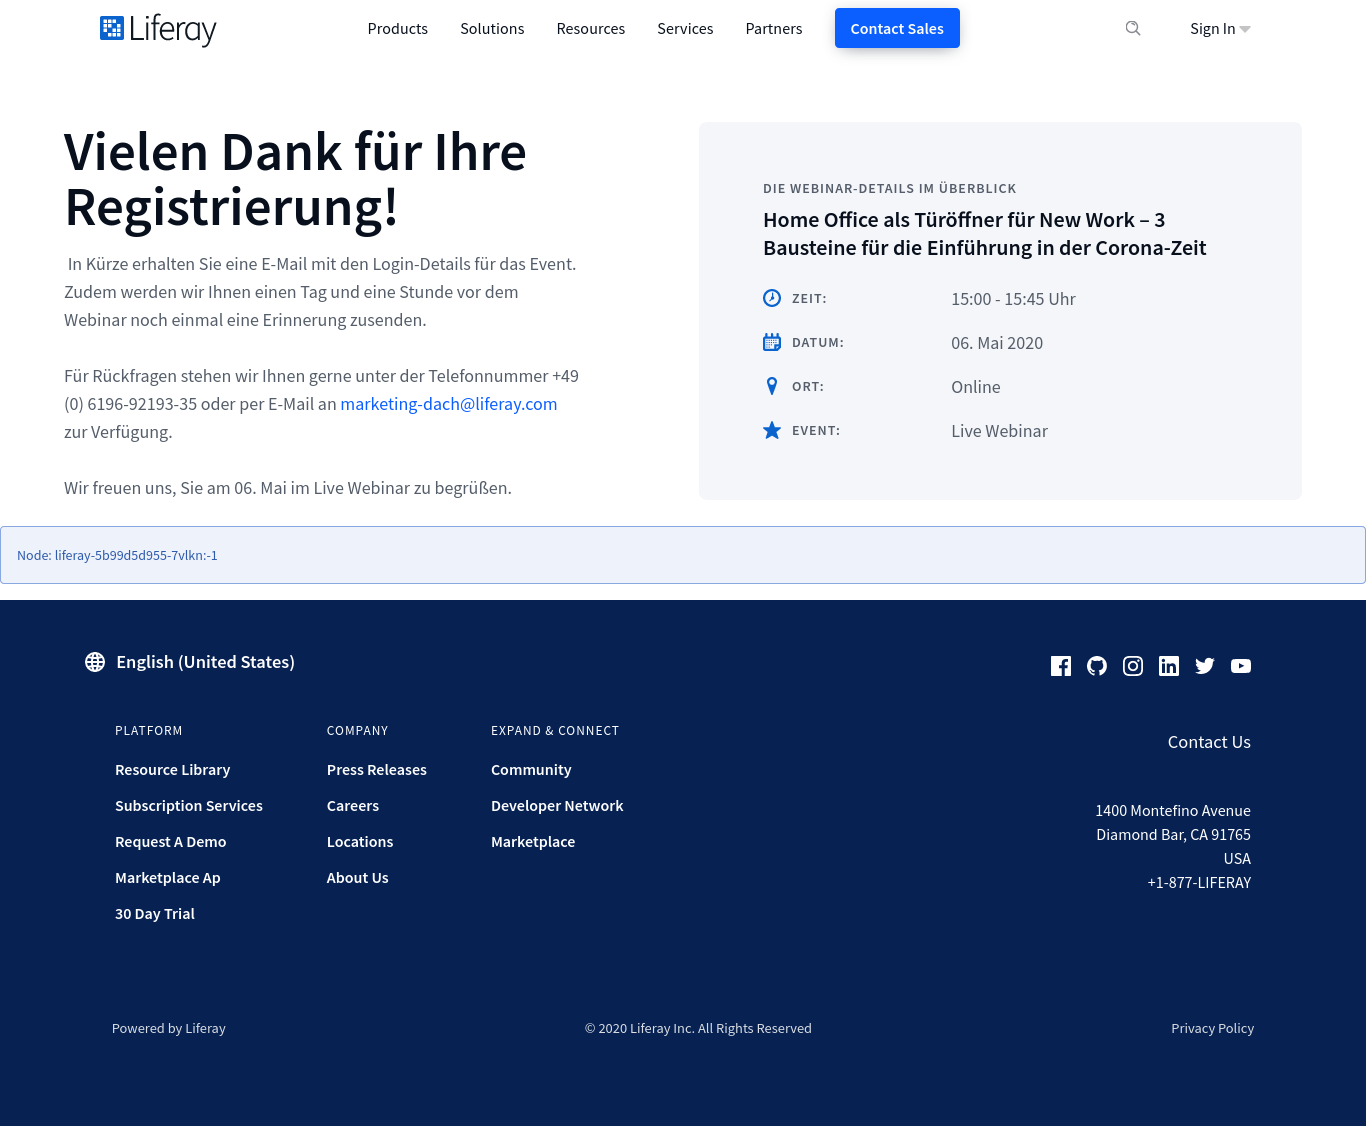 Liferay
Products
Solutions
Resources
Services
Partners
Contact Sales
Sign In
Vielen Dank für Ihre
Registrierung!
In Kürze erhalten Sie eine E-Mail mit den Login-Details für das Event.
Zudem werden wir Ihnen einen Tag und eine Stunde vor dem
Webinar noch einmal eine Erinnerung zusenden.
Für Rückfragen stehen wir Ihnen gerne unter der Telefonnummer +49
(0) 6196-92193-35 oder per E-Mail an marketing-dach@liferay.com
zur Verfügung.
Wir freuen uns, Sie am 06. Mai im Live Webinar zu begrüßen.
DIE WEBINAR-DETAILS IM ÜBERBLICK
Home Office als Türöffner für New Work – 3
Bausteine für die Einführung in der Corona-Zeit
ZEIT: 15:00 - 15:45 Uhr
DATUM: 06. Mai 2020
ORT: Online
EVENT: Live Webinar
Node: liferay-5b99d5d955-7vlkn:-1
English (United States)
PLATFORM
Resource Library
Subscription Services
Request A Demo
Marketplace Ap
30 Day Trial
COMPANY
Press Releases
Careers
Locations
About Us
EXPAND & CONNECT
Community
Developer Network
Marketplace
Contact Us
1400 Montefino Avenue
Diamond Bar, CA 91765
USA
+1-877-LIFERAY
Powered by Liferay
© 2020 Liferay Inc. All Rights Reserved
Privacy Policy